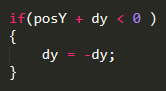 if(posY + dy < 0 )
{
    dy = -dy;
}